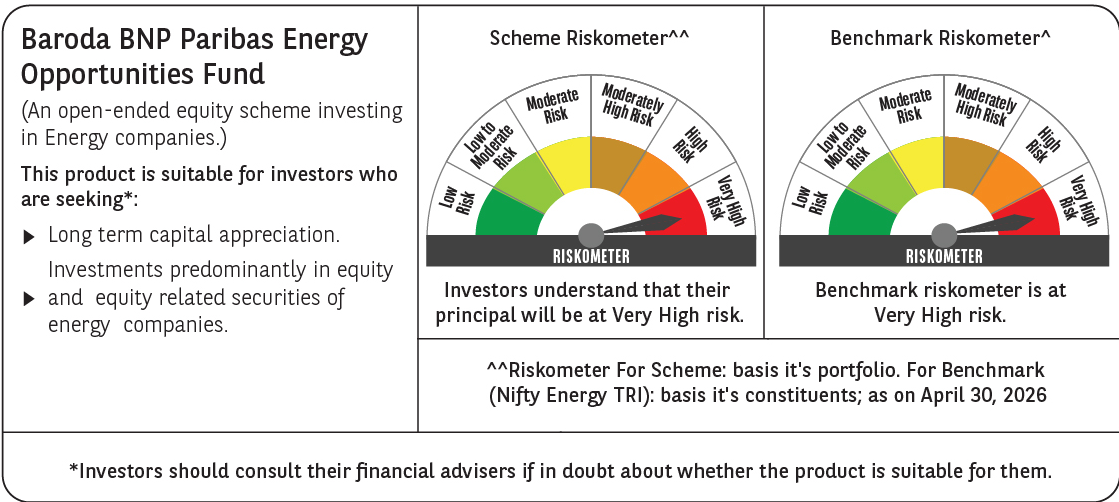 Baroda BNP Paribas Energy
Opportunities Fund
(An open-ended equity scheme investing
in Energy companies.)
This product is suitable for investors who
are seeking*:
Long term capital appreciation.
Investments predominantly in equity
and equity related securities of
energy companies.
Scheme Riskometer^^
Low
Risk
Low to
Moderate
Risk
Moderate
Risk
Moderately
High Risk
High
Risk
Very High
Risk
RISKOMETER
Investors understand that their
principal will be at Very High risk.
Benchmark Riskometer^
Low
Risk
Low to
Moderate
Risk
Moderate
Risk
Moderately
High Risk
High
Risk
Very High
Risk
RISKOMETER
Benchmark riskometer is at
Very High risk.
^^Riskometer For Scheme: basis it's portfolio. For Benchmark
(Nifty Energy TRI): basis it's constituents; as on April 30, 2026
*Investors should consult their financial advisers if in doubt about whether the product is suitable for them.